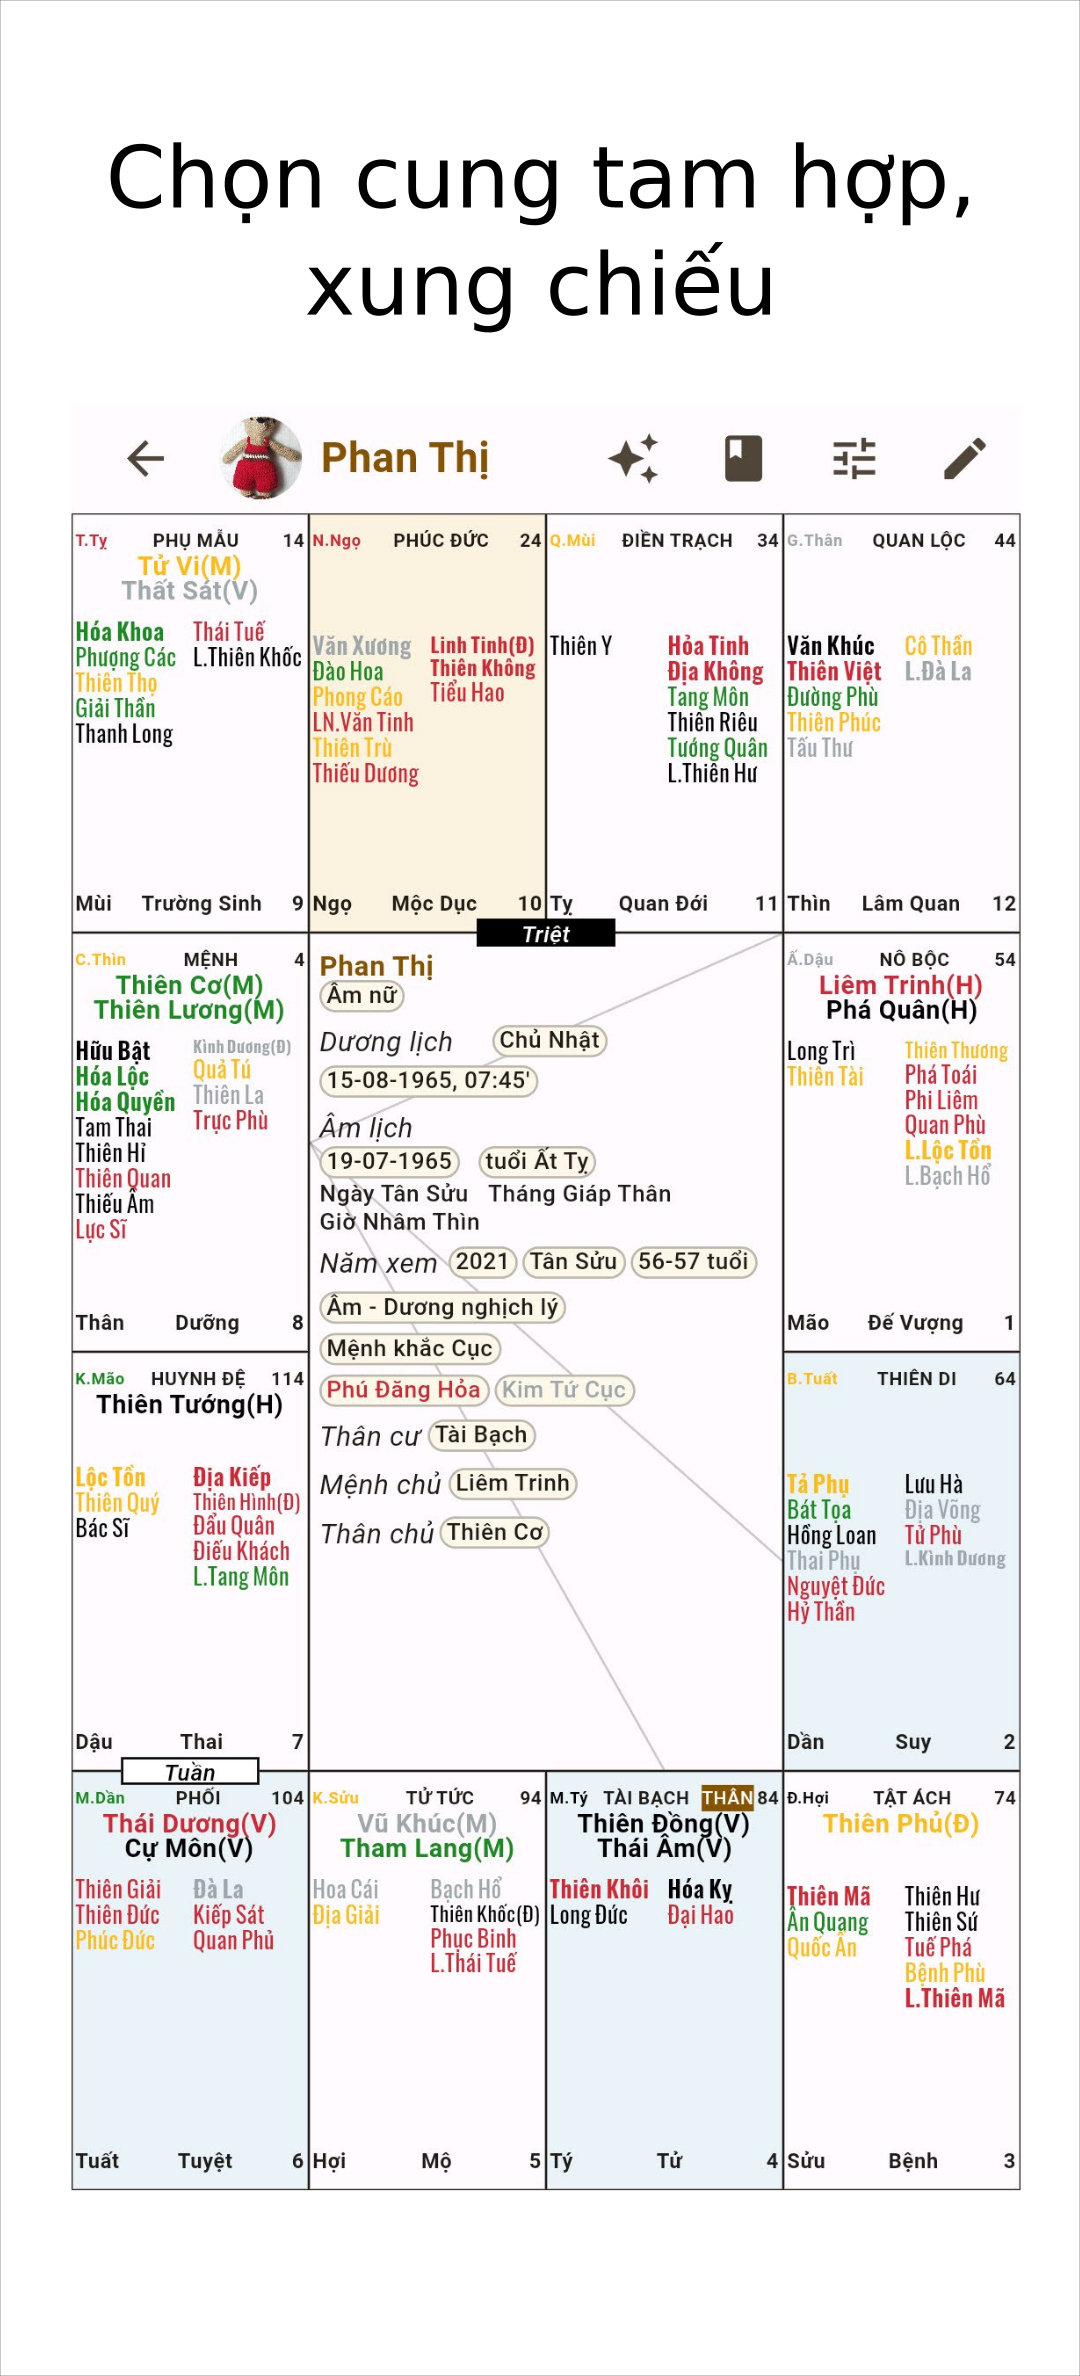 Chọn cung tam hợp,
xung chiếu
Phan Thị
T.Tỵ PHỤ MẪU 14
Tử Vi(M)
Thất Sát(V)
Hóa Khoa Thái Tuế
Phượng Các L.Thiên Khốc
Thiên Thọ
Giải Thần
Thanh Long
Mùi Trường Sinh 9
N.Ngọ PHÚC ĐỨC 24
Văn Xương Linh Tinh(Đ)
Đào Hoa Thiên Không
Phong Cáo Tiểu Hao
LN.Văn Tinh
Thiên Trù
Thiếu Dương
Ngọ Mộc Dục 10
Q.Mùi ĐIỀN TRẠCH 34
Thiên Y Hỏa Tinh
Địa Không
Tang Môn
Thiên Riêu
Tướng Quân
L.Thiên Hư
Tỵ Quan Đới 11
G.Thân QUAN LỘC 44
Văn Khúc Cô Thần
Thiên Việt L.Đà La
Đường Phù
Thiên Phúc
Tấu Thư
Thìn Lâm Quan 12
Triệt
C.Thìn MỆNH 4
Thiên Cơ(M)
Thiên Lương(M)
Hữu Bật Kình Dương(Đ)
Hóa Lộc Quả Tú
Hóa Quyền Thiên La
Tam Thai Trực Phù
Thiên Hỉ
Thiên Quan
Thiếu Âm
Lực Sĩ
Thân Dưỡng 8
Phan Thị
Âm nữ
Dương lịch Chủ Nhật
15-08-1965, 07:45'
Âm lịch
19-07-1965 tuổi Ất Tỵ
Ngày Tân Sửu Tháng Giáp Thân
Giờ Nhâm Thìn
Năm xem 2021 Tân Sửu 56-57 tuổi
Âm - Dương nghịch lý
Mệnh khắc Cục
Phú Đăng Hỏa Kim Tứ Cục
Thân cư Tài Bạch
Mệnh chủ Liêm Trinh
Thân chủ Thiên Cơ
Ấ.Dậu NÔ BỘC 54
Liêm Trinh(H)
Phá Quân(H)
Long Trì Thiên Thương
Thiên Tài Phá Toái
Phi Liêm
Quan Phù
L.Lộc Tồn
L.Bạch Hổ
Mão Đế Vượng 1
K.Mão HUYNH ĐỆ 114
Thiên Tướng(H)
Lộc Tồn Địa Kiếp
Thiên Quý Thiên Hình(Đ)
Bác Sĩ Đẩu Quân
Điếu Khách
L.Tang Môn
Dậu Thai 7
B.Tuất THIÊN DI 64
Tả Phụ Lưu Hà
Bát Tọa Địa Võng
Hồng Loan Tử Phù
Thai Phụ L.Kình Dương
Nguyệt Đức
Hỷ Thần
Dần Suy 2
Tuần
M.Dần PHỐI 104
Thái Dương(V)
Cự Môn(V)
Thiên Giải Đà La
Thiên Đức Kiếp Sát
Phúc Đức Quan Phủ
Tuất Tuyệt 6
K.Sửu TỬ TỨC 94
Vũ Khúc(M)
Tham Lang(M)
Hoa Cái Bạch Hổ
Địa Giải Thiên Khốc(Đ)
Phục Binh
L.Thái Tuế
Hợi Mộ 5
M.Tý TÀI BẠCH THÂN 84
Thiên Đồng(V)
Thái Âm(V)
Thiên Khôi Hóa Kỵ
Long Đức Đại Hao
Tý Tử 4
Đ.Hợi TẬT ÁCH 74
Thiên Phủ(Đ)
Thiên Mã Thiên Hư
Ân Quang Thiên Sứ
Quốc Ấn Tuế Phá
Bệnh Phù
L.Thiên Mã
Sửu Bệnh 3